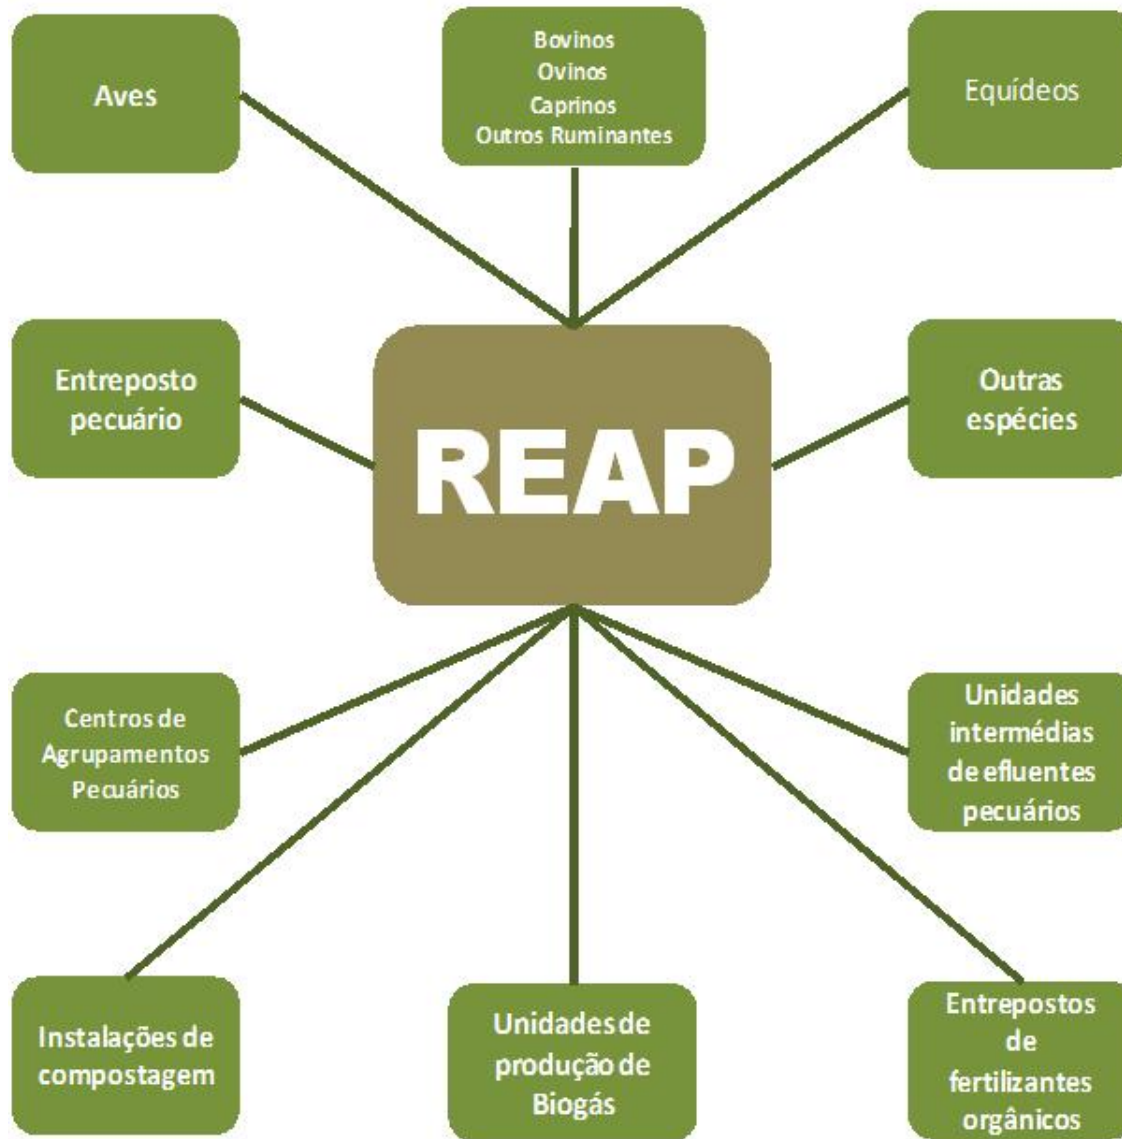 Aves
Bovinos
Ovinos
Caprinos
Outros Ruminantes
Equídeos
Entreposto
pecuário
REAP
Outras
espécies
Centros de
Agrupamentos
Pecuários
Unidades
intermédias
de efluentes
pecuários
Instalações de
compostagem
Unidades de
produção de
Biogás
Entrepostos
de
fertilizantes
orgânicos